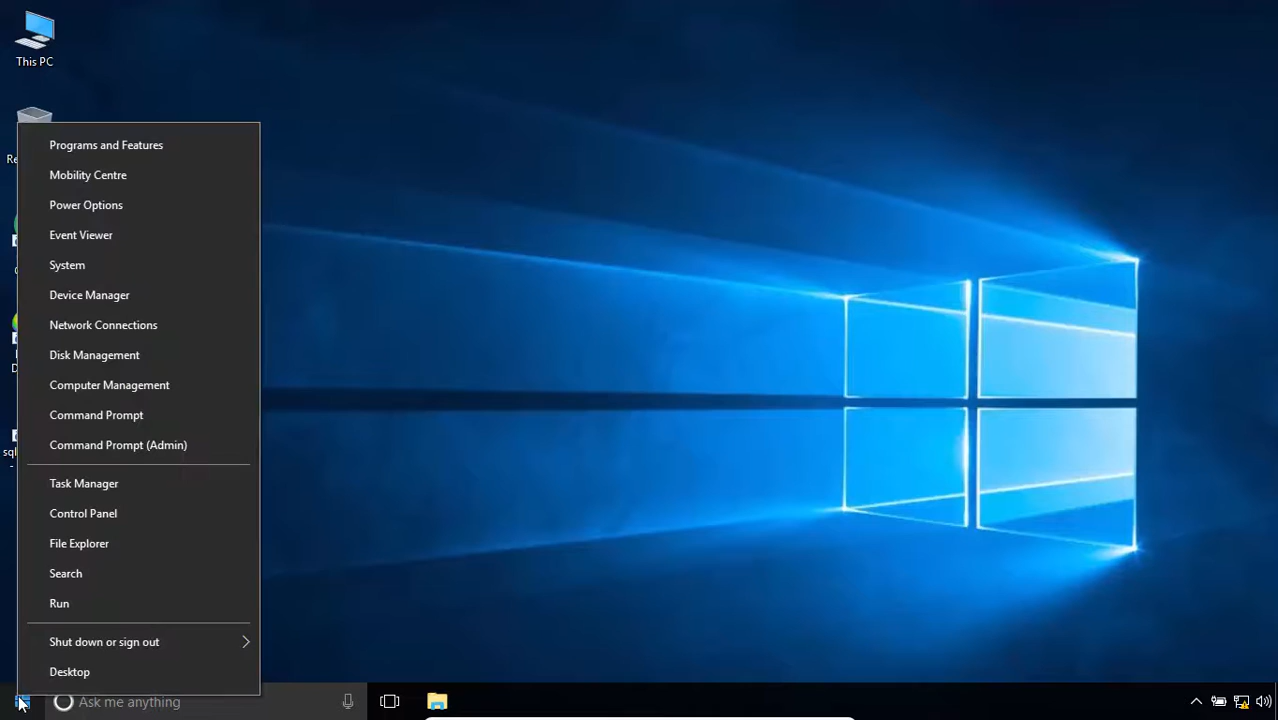 This PC
Re
Programs and Features
Mobility Centre
Power Options
Event Viewer
System
Device Manager
Network Connections
Disk Management
Computer Management
Command Prompt
Command Prompt (Admin)
sql
-
Task Manager
Control Panel
File Explorer
Search
Run
Shut down or sign out
Desktop
Ask me anything